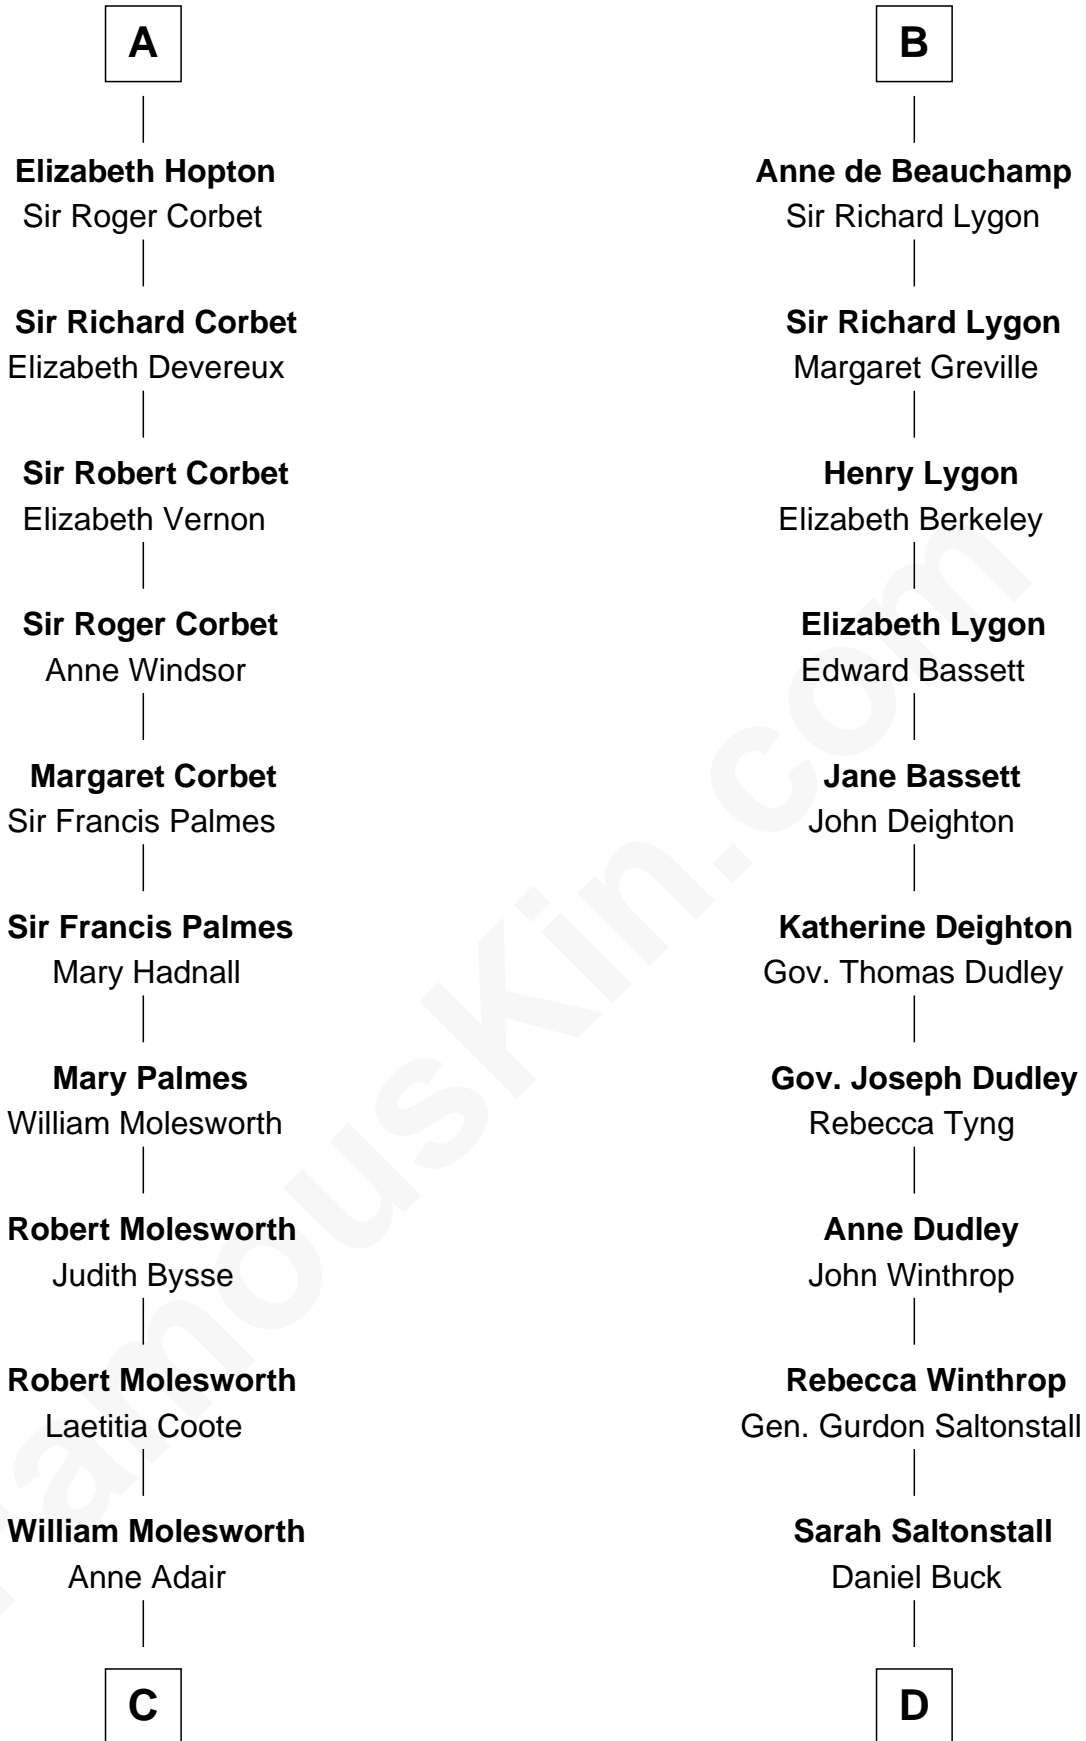 A
Elizabeth Hopton
Sir Roger Corbet
Sir Richard Corbet
Elizabeth Devereux
Sir Robert Corbet
Elizabeth Vernon
Sir Roger Corbet
Anne Windsor
Margaret Corbet
Sir Francis Palmes
Sir Francis Palmes
Mary Hadnall
Mary Palmes
William Molesworth
Robert Molesworth
Judith Bysse
Robert Molesworth
Laetitia Coote
William Molesworth
Anne Adair
C
B
Anne de Beauchamp
Sir Richard Lygon
Sir Richard Lygon
Margaret Greville
Henry Lygon
Elizabeth Berkeley
Elizabeth Lygon
Edward Bassett
Jane Bassett
John Deighton
Katherine Deighton
Gov. Thomas Dudley
Gov. Joseph Dudley
Rebecca Tyng
Anne Dudley
John Winthrop
Rebecca Winthrop
Gen. Gurdon Saltonstall
Sarah Saltonstall
Daniel Buck
D
FamousKin.com